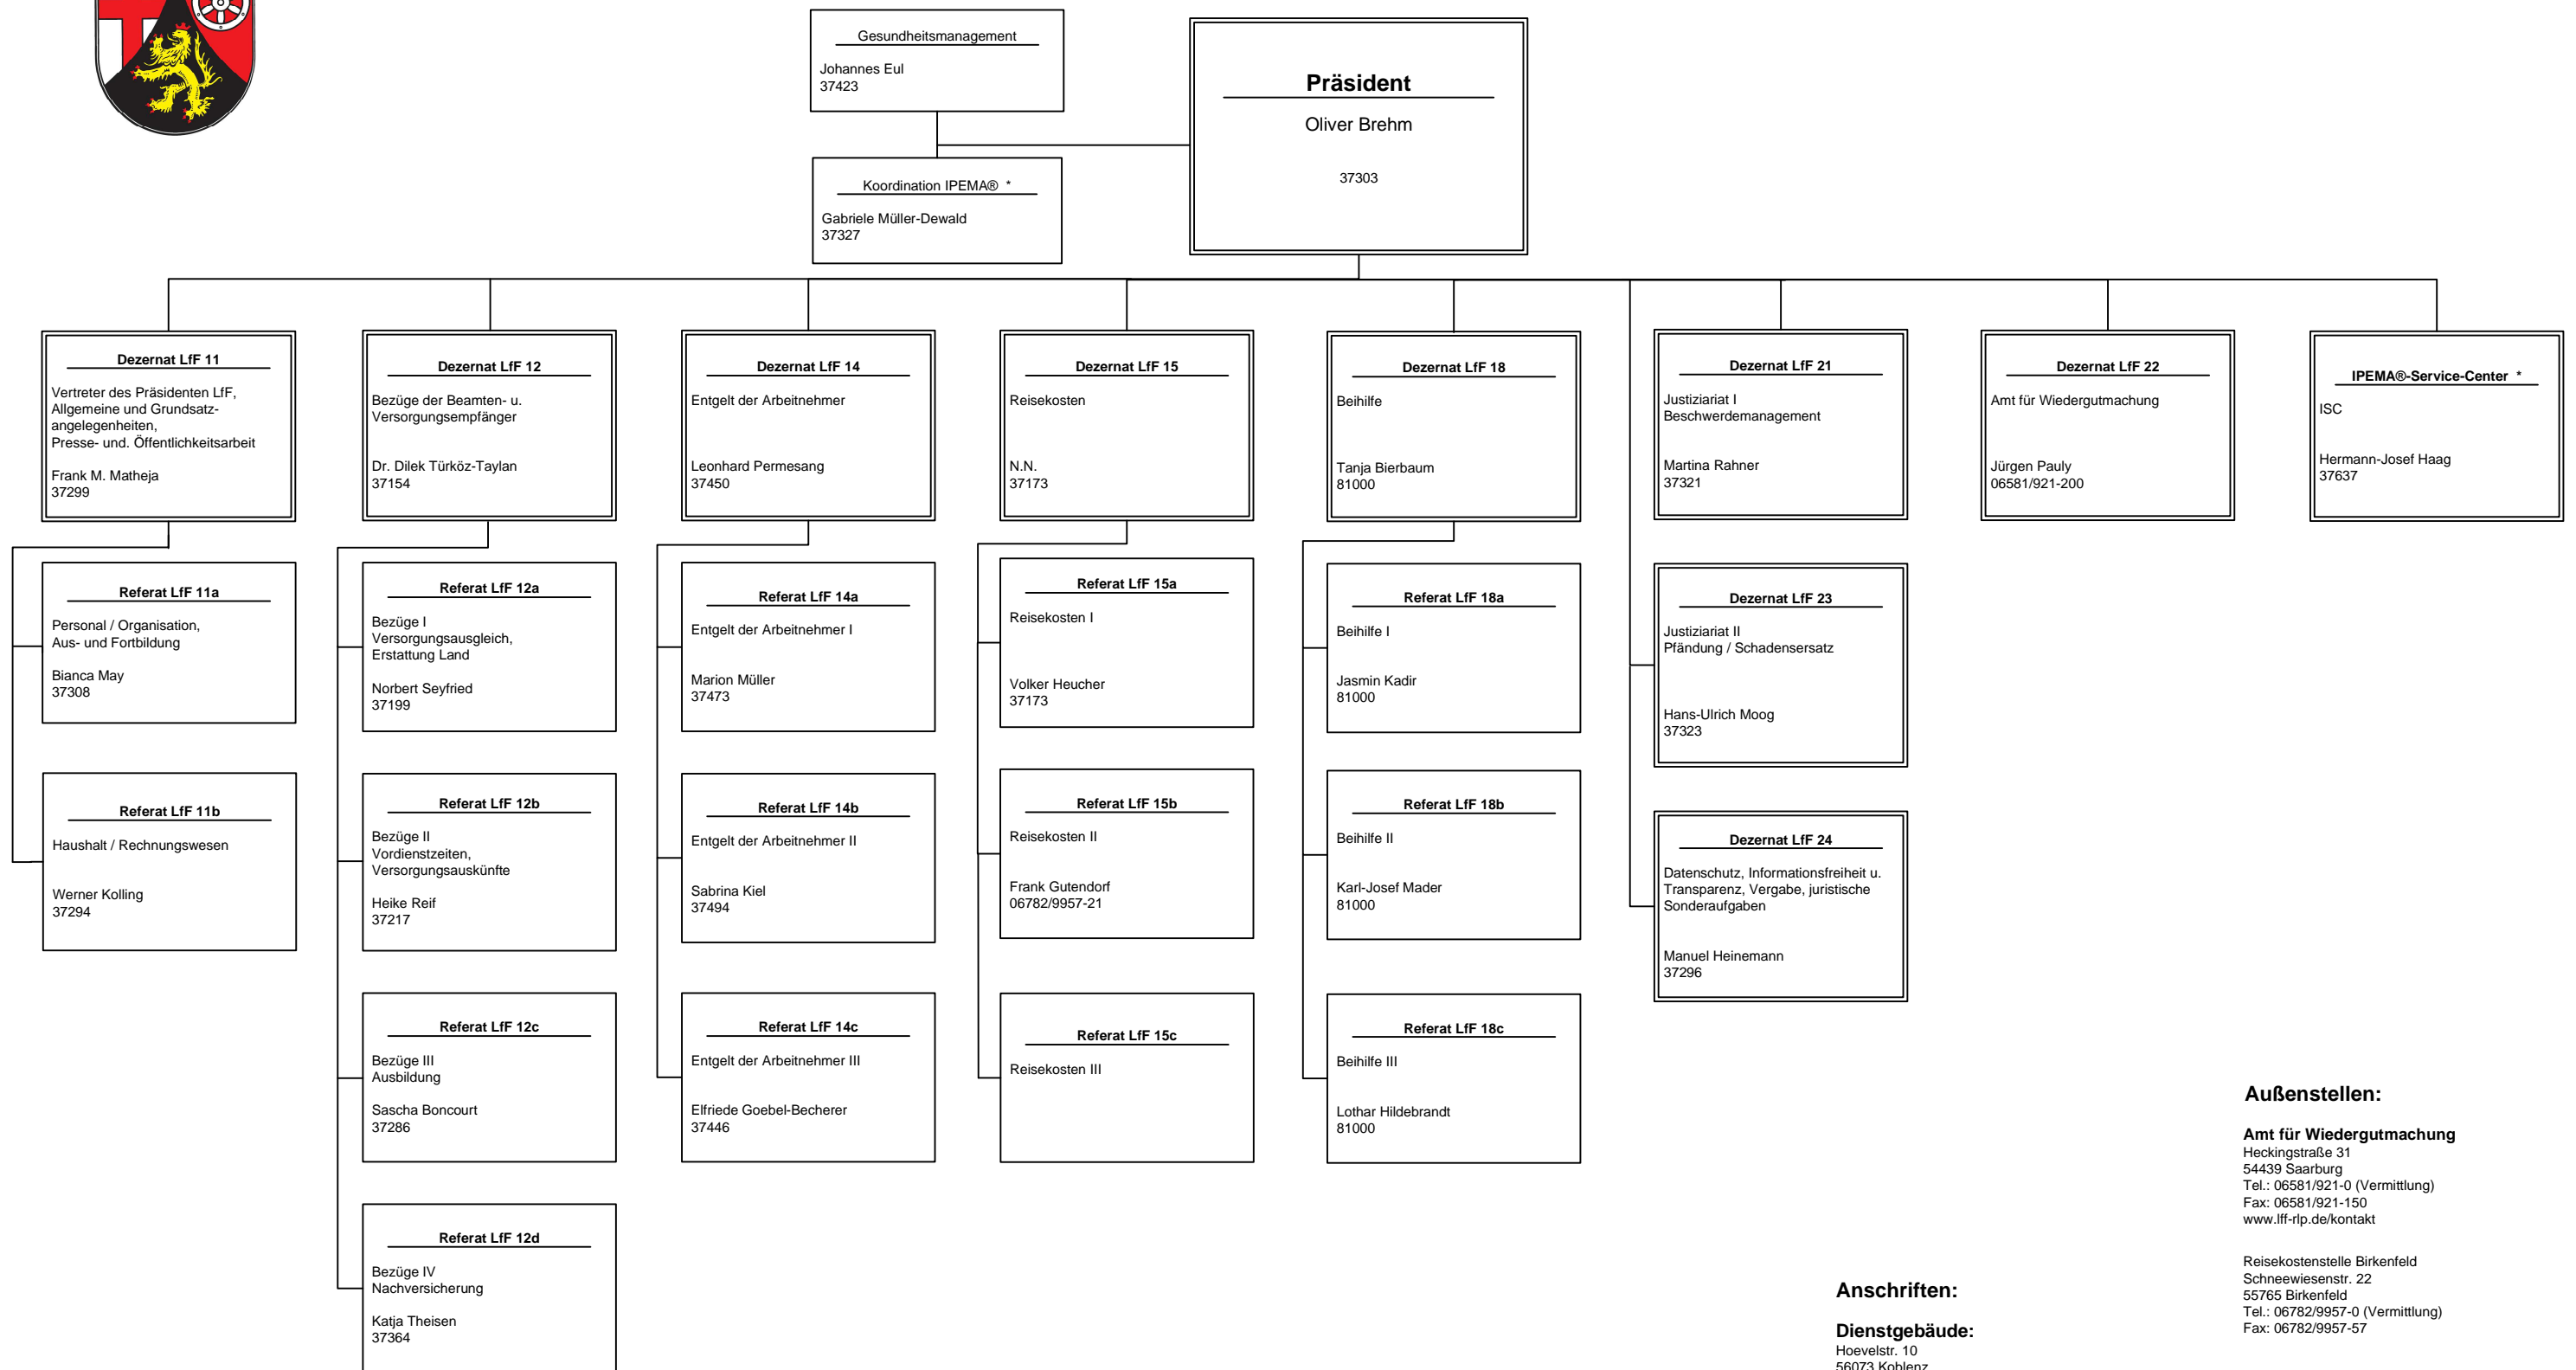 Gesundheitsmanagement
Johannes Eul
37423
Präsident
Oliver Brehm
37303
Koordination IPEMA® *
Gabriele Müller-Dewald
37327
Dezernat LfF 11
Vertreter des Präsidenten LfF,
Allgemeine und Grundsatz-
angelegenheiten,
Presse- und. Öffentlichkeitsarbeit
Frank M. Matheja
37299
Dezernat LfF 12
Bezüge der Beamten- u.
Versorgungsempfänger
Dr. Dilek Türköz-Taylan
37154
Dezernat LfF 14
Entgelt der Arbeitnehmer
Leonhard Permesang
37450
Dezernat LfF 15
Reisekosten
N.N.
37173
Dezernat LfF 18
Beihilfe
Tanja Bierbaum
81000
Dezernat LfF 21
Justiziariat I
Beschwerdemanagement
Martina Rahner
37321
Dezernat LfF 22
Amt für Wiedergutmachung
Jürgen Pauly
06581/921-200
IPEMA®-Service-Center *
ISC
Hermann-Josef Haag
37637
Referat LfF 11a
Personal / Organisation,
Aus- und Fortbildung
Bianca May
37308
Referat LfF 12a
Bezüge I
Versorgungsausgleich,
Erstattung Land
Norbert Seyfried
37199
Referat LfF 14a
Entgelt der Arbeitnehmer I
Marion Müller
37473
Referat LfF 15a
Reisekosten I
Volker Heucher
37173
Referat LfF 18a
Beihilfe I
Jasmin Kadir
81000
Dezernat LfF 23
Justiziariat II
Pfändung / Schadensersatz
Hans-Ulrich Moog
37323
Referat LfF 11b
Haushalt / Rechnungswesen
Werner Kolling
37294
Referat LfF 12b
Bezüge II
Vordienstzeiten,
Versorgungsauskünfte
Heike Reif
37217
Referat LfF 14b
Entgelt der Arbeitnehmer II
Sabrina Kiel
37494
Referat LfF 15b
Reisekosten II
Frank Gutendorf
06782/9957-21
Referat LfF 18b
Beihilfe II
Karl-Josef Mader
81000
Dezernat LfF 24
Datenschutz, Informationsfreiheit u.
Transparenz, Vergabe, juristische
Sonderaufgaben
Manuel Heinemann
37296
Referat LfF 12c
Bezüge III
Ausbildung
Sascha Boncourt
37286
Referat LfF 14c
Entgelt der Arbeitnehmer III
Elfriede Goebel-Becherer
37446
Referat LfF 15c
Reisekosten III
Referat LfF 18c
Beihilfe III
Lothar Hildebrandt
81000
Referat LfF 12d
Bezüge IV
Nachversicherung
Katja Theisen
37364
Außenstellen:
Amt für Wiedergutmachung
Heckingstraße 31
54439 Saarburg
Tel.: 06581/921-0 (Vermittlung)
Fax: 06581/921-150
www.lff-rlp.de/kontakt
Reisekostenstelle Birkenfeld
Schneewiesenstr. 22
55765 Birkenfeld
Tel.: 06782/9957-0 (Vermittlung)
Fax: 06782/9957-57
Anschriften:
Dienstgebäude:
Hoevelstr. 10
56073 Koblenz